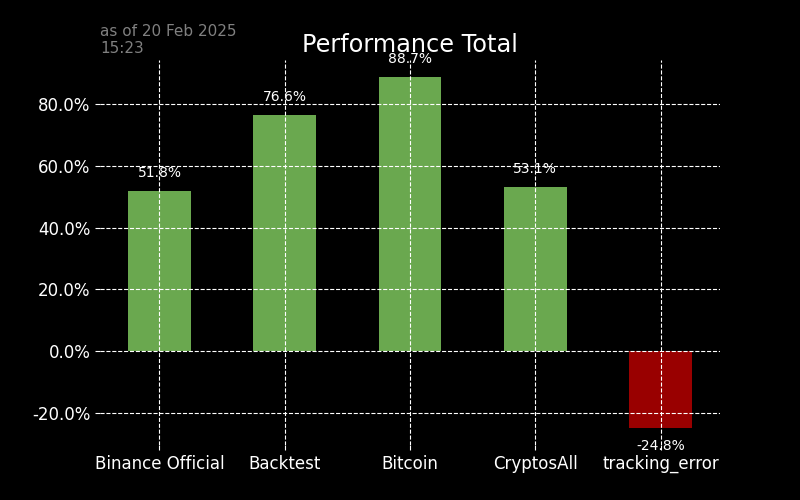 as of 20 Feb 2025
15:23
Performance Total
88.7%
80.0%
76.6%
60.0%
51.8%
53.1%
40.0%
20.0%
0.0%
-20.0%
-24.8%
Binance Official
Backtest
Bitcoin
CryptosAll
tracking_error